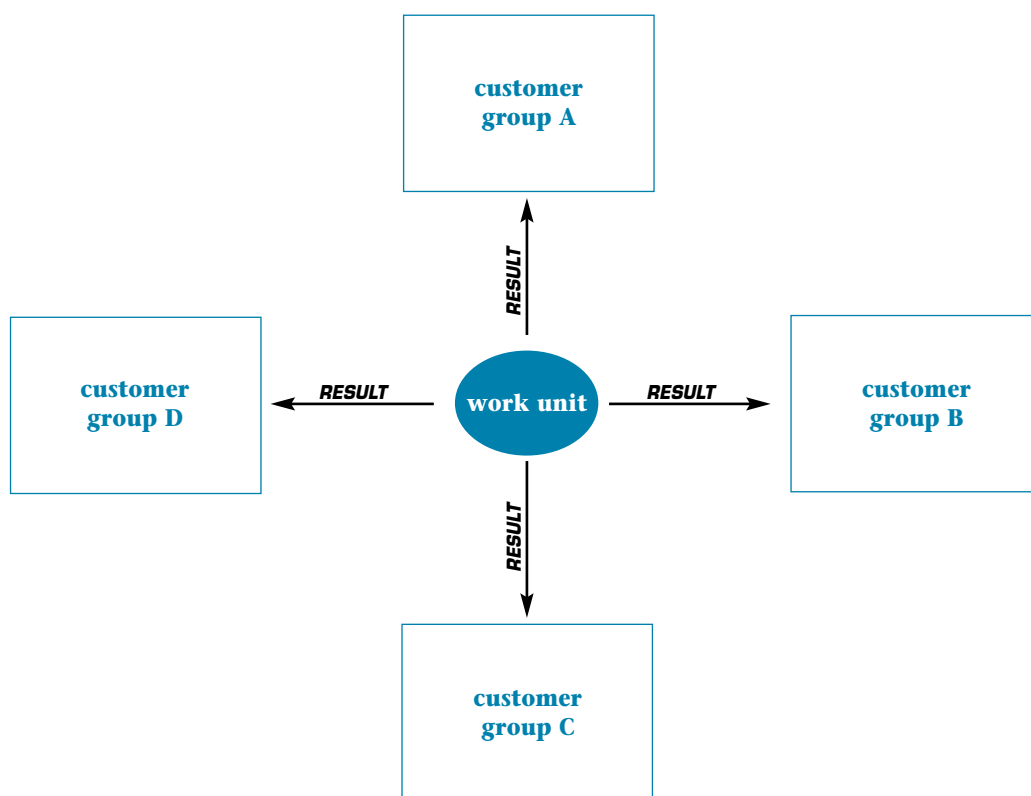 customer
group A
RESULT
customer
group D
RESULT
work unit
RESULT
customer
group B
RESULT
customer
group C